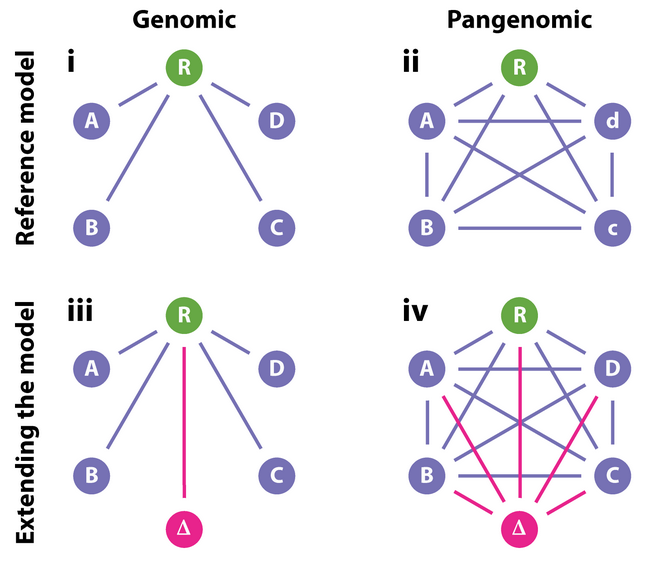 Genomic
Pangenomic
Reference model
i
R
A
D
B
C
ii
R
A
d
B
c
Extending the model
iii
R
A
D
B
C
Δ
iv
R
A
D
B
C
Δ